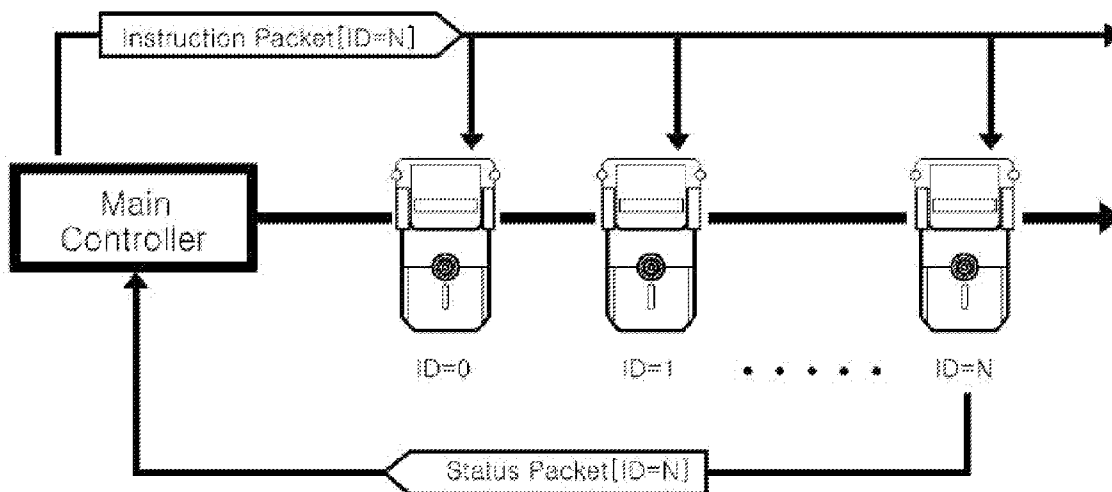 Instruction Packet[ID=N]
Main
Controller
ID=0
ID=1
ID=N
Status Packet[ID=N]